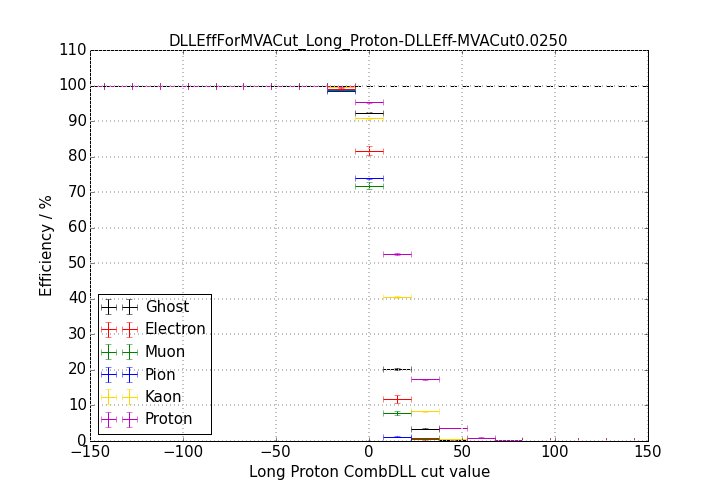 DLLEffForMVACut_Long_Proton-DLLEff-MVACut0.0250
110
100
90
80
70
60
50
40
30
20
10
0
Efficiency / %
Ghost
Electron
Muon
Pion
Kaon
Proton
−150 −100 −50 0 50 100 150
Long Proton CombDLL cut value